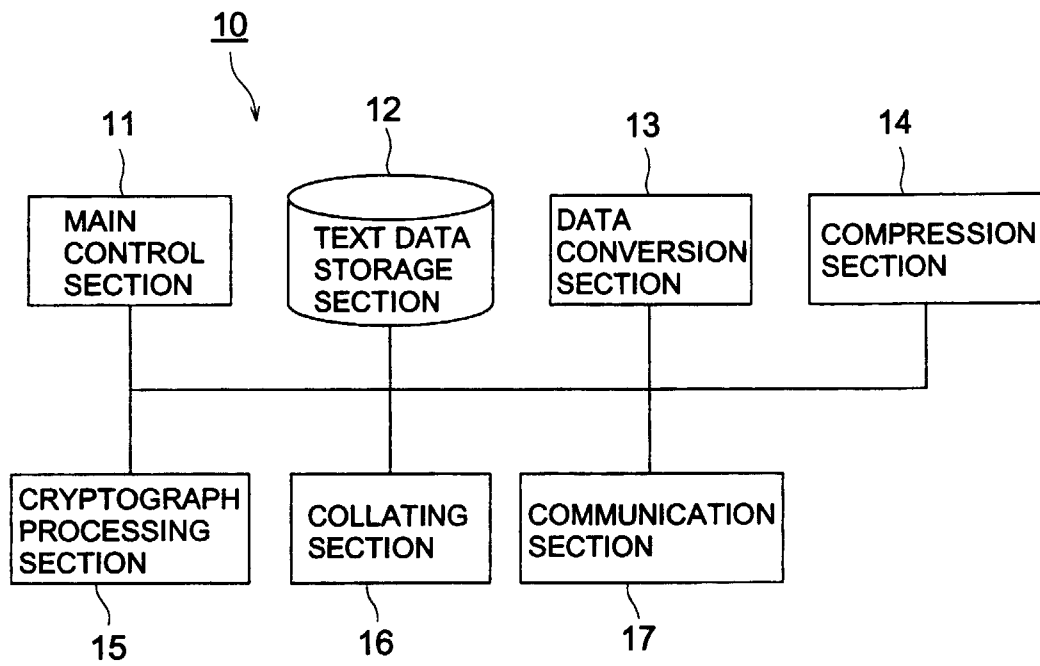 10
11
12
13
14
MAIN
CONTROL
SECTION
TEXT DATA
STORAGE
SECTION
DATA
CONVERSION
SECTION
COMPRESSION
SECTION
CRYPTOGRAPH
PROCESSING
SECTION
COLLATING
SECTION
COMMUNICATION
SECTION
15
16
17